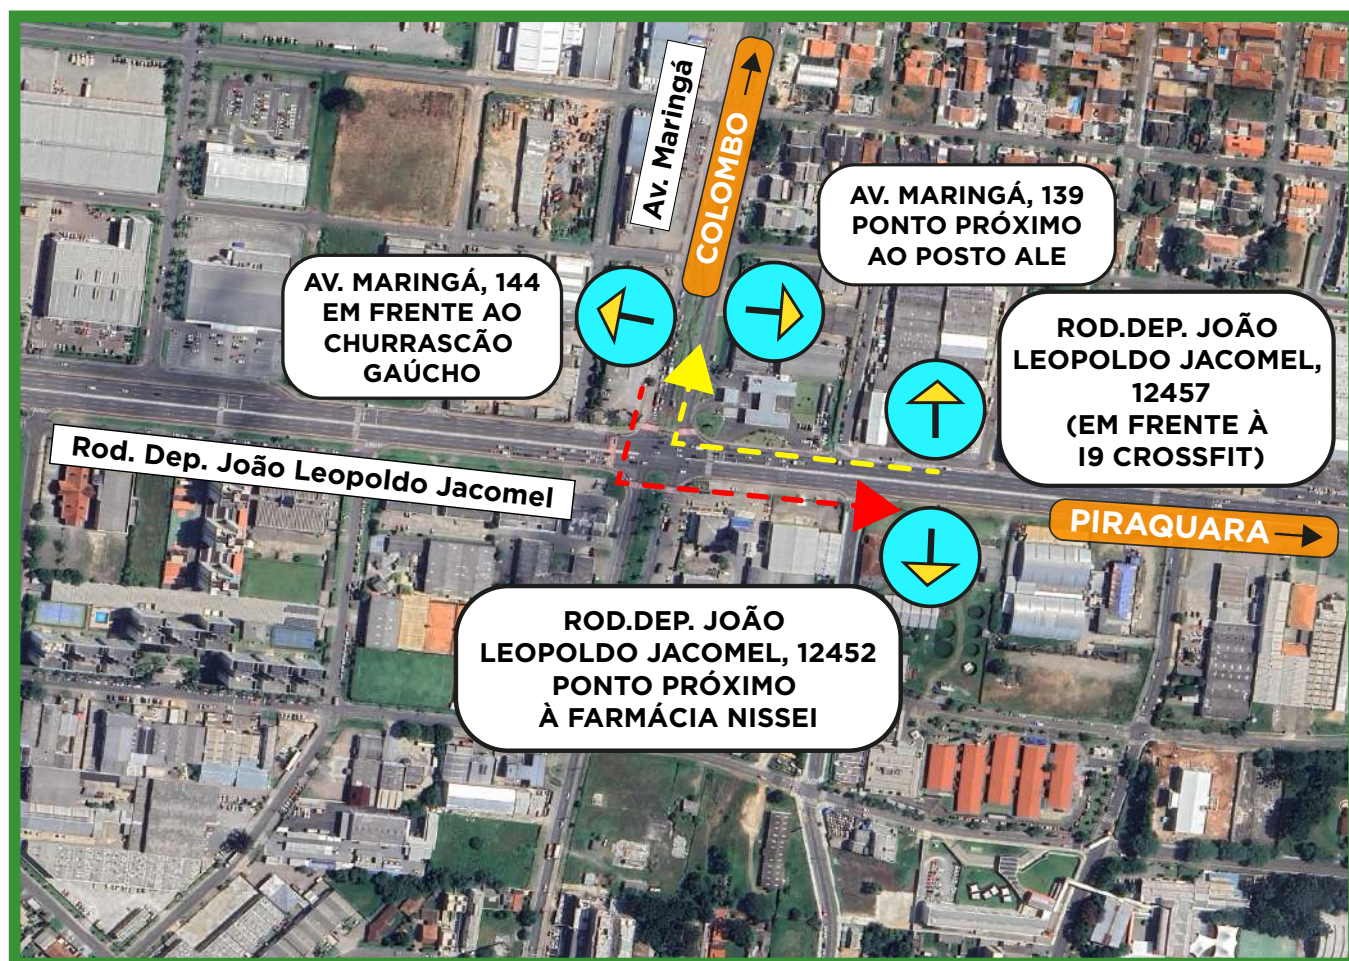 Av. Maringá
COLOMBO
AV. MARINGÁ, 139
PONTO PRÓXIMO
AO POSTO ALE
AV. MARINGÁ, 144
EM FRENTE AO
CHURRASCÃO
GAÚCHO
ROD.DEP. JOÃO
LEOPOLDO JACOMEL,
12457
(EM FRENTE À
I9 CROSSFIT)
Rod. Dep. João Leopoldo Jacomel
PIRAQUARA
ROD.DEP. JOÃO
LEOPOLDO JACOMEL, 12452
PONTO PRÓXIMO
À FARMÁCIA NISSEI